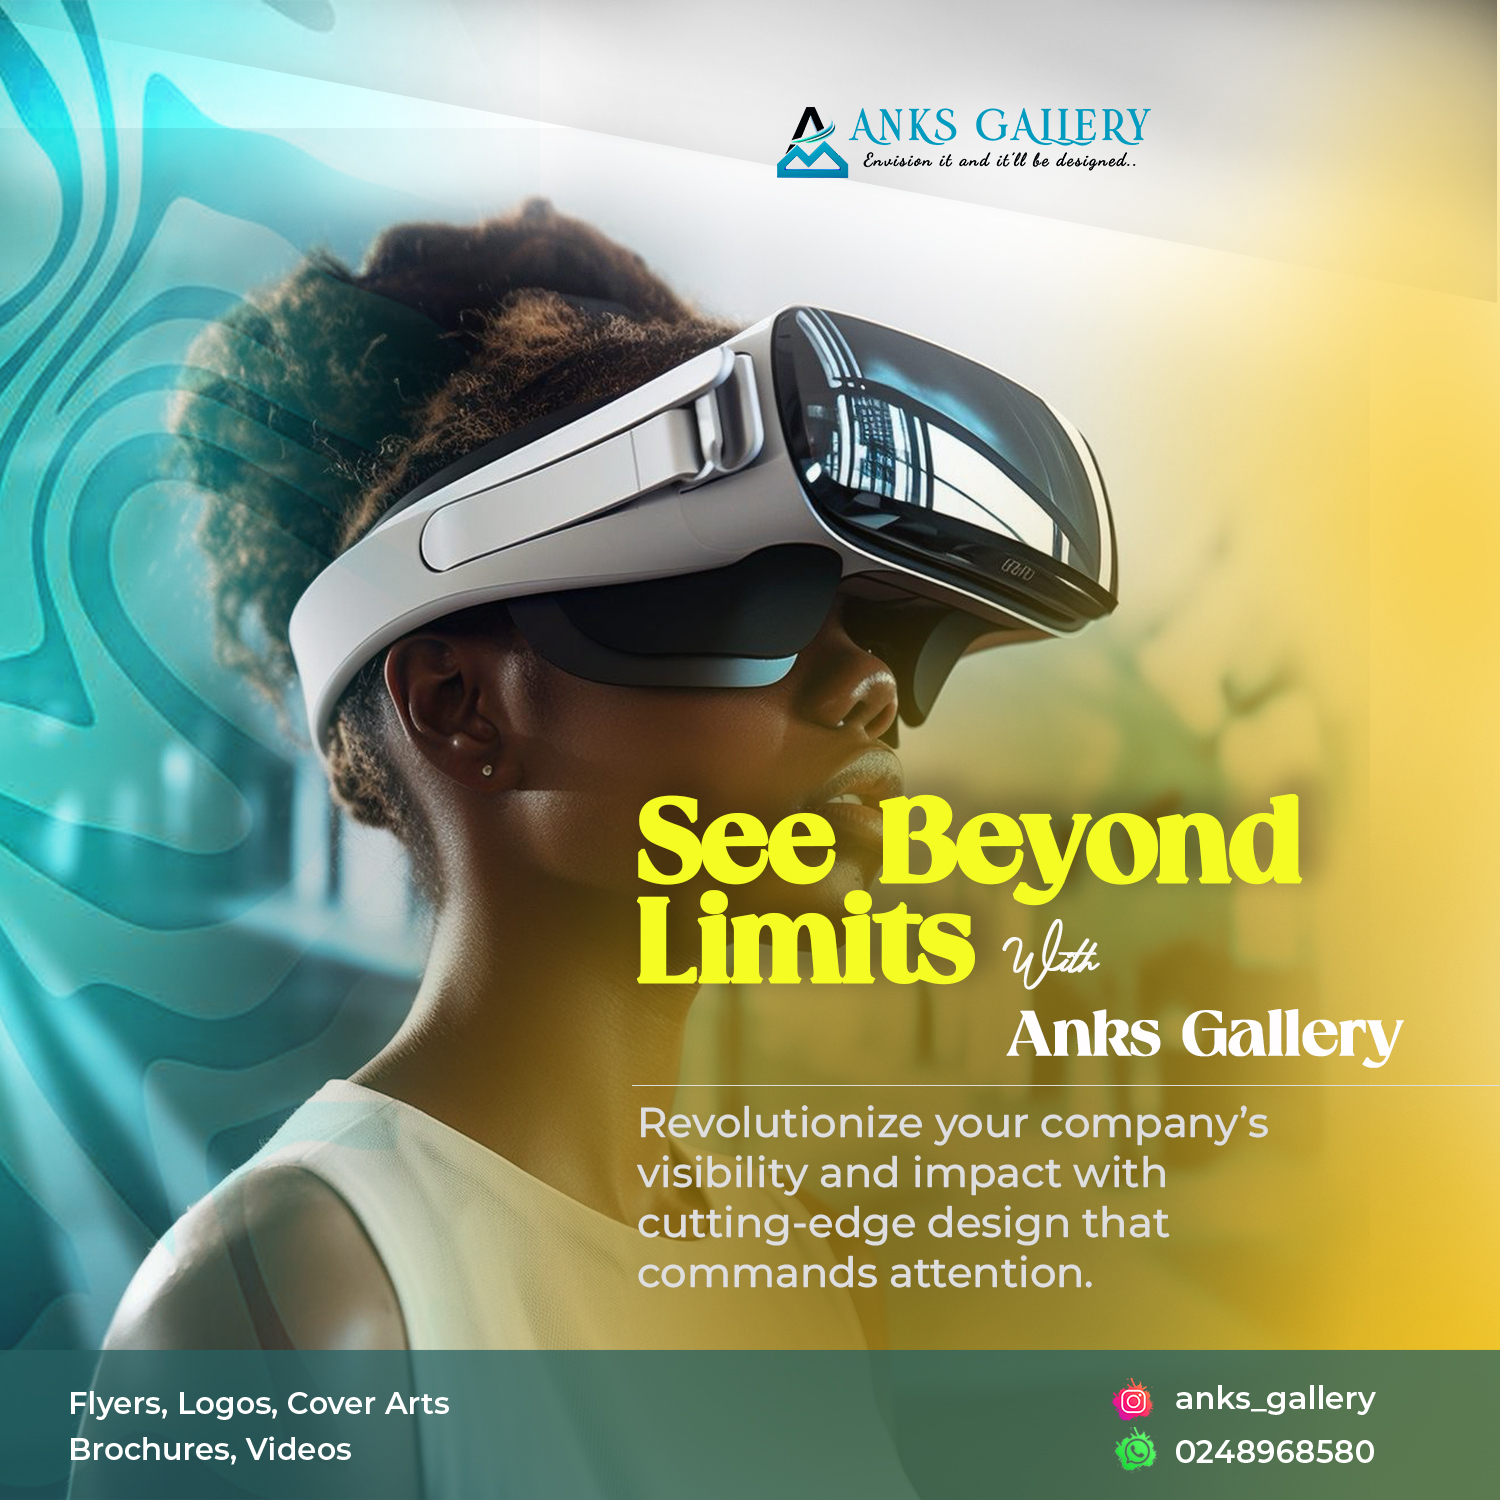 ANKS GALLERY
Envision it and it'll be designed..
See Beyond
Limits With
Anks Gallery
Revolutionize your company’s
visibility and impact with
cutting-edge design that
commands attention.
Flyers, Logos, Cover Arts
Brochures, Videos
anks_gallery
0248968580